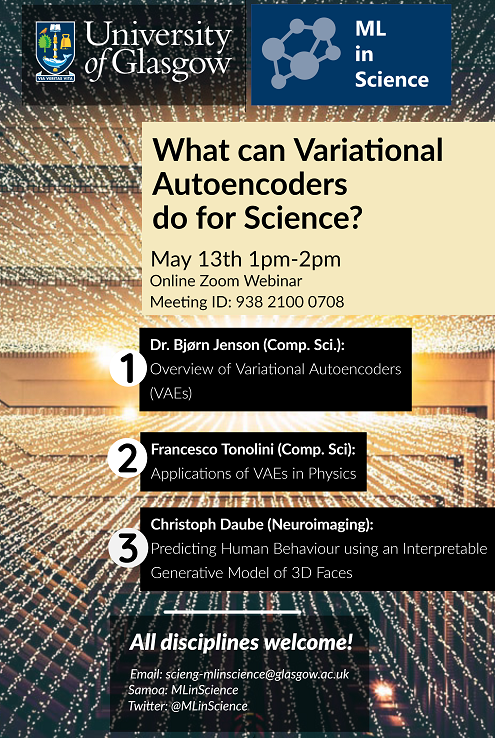 University
of Glasgow
VIA VERITAS VITA
ML
in
Science
What can Variational
Autoencoders
do for Science?
May 13th 1pm-2pm
Online Zoom Webinar
Meeting ID: 938 2100 0708
1
Dr. Bjørn Jenson (Comp. Sci.):
Overview of Variational Autoencoders
(VAEs)
2
Francesco Tonolini (Comp. Sci):
Applications of VAEs in Physics
3
Christoph Daube (Neuroimaging):
Predicting Human Behaviour using an Interpretable
Generative Model of 3D Faces
All disciplines welcome!
Email: scieng-mlinscience@glasgow.ac.uk
Samoa: MLinScience
Twitter: @MLinScience